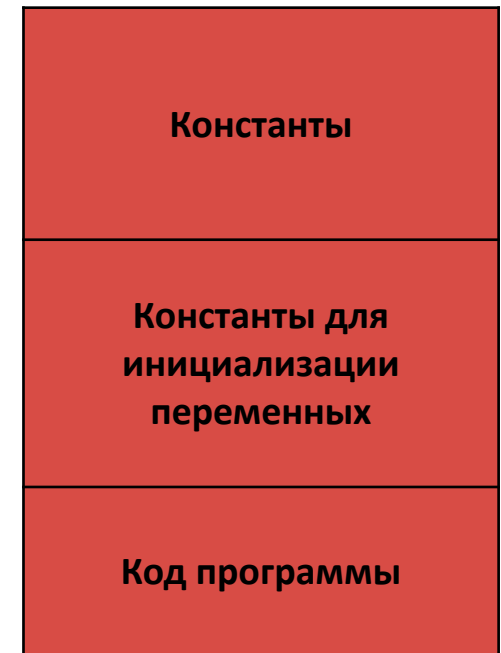 Константы
Константы для
инициализации
переменных
Код программы